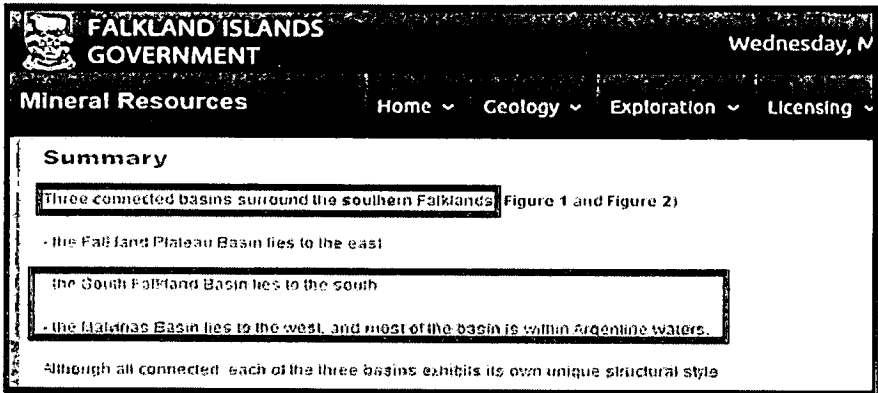 FALKLAND ISLANDS
GOVERNMENT
Wednesday, M
Mineral Resources
Home Geology Exploration Licensing
Summary
Three connected basins surround the southern Falklands Figure 1 and Figure 2)
- the Falkland Plateau Basin lies to the east
the South Falkland Basin lies to the south
- the Malvinas Basin lies to the west, and most of the basin is within Argentine waters.
Although all connected each of the three basins exhibits its own unique structural style